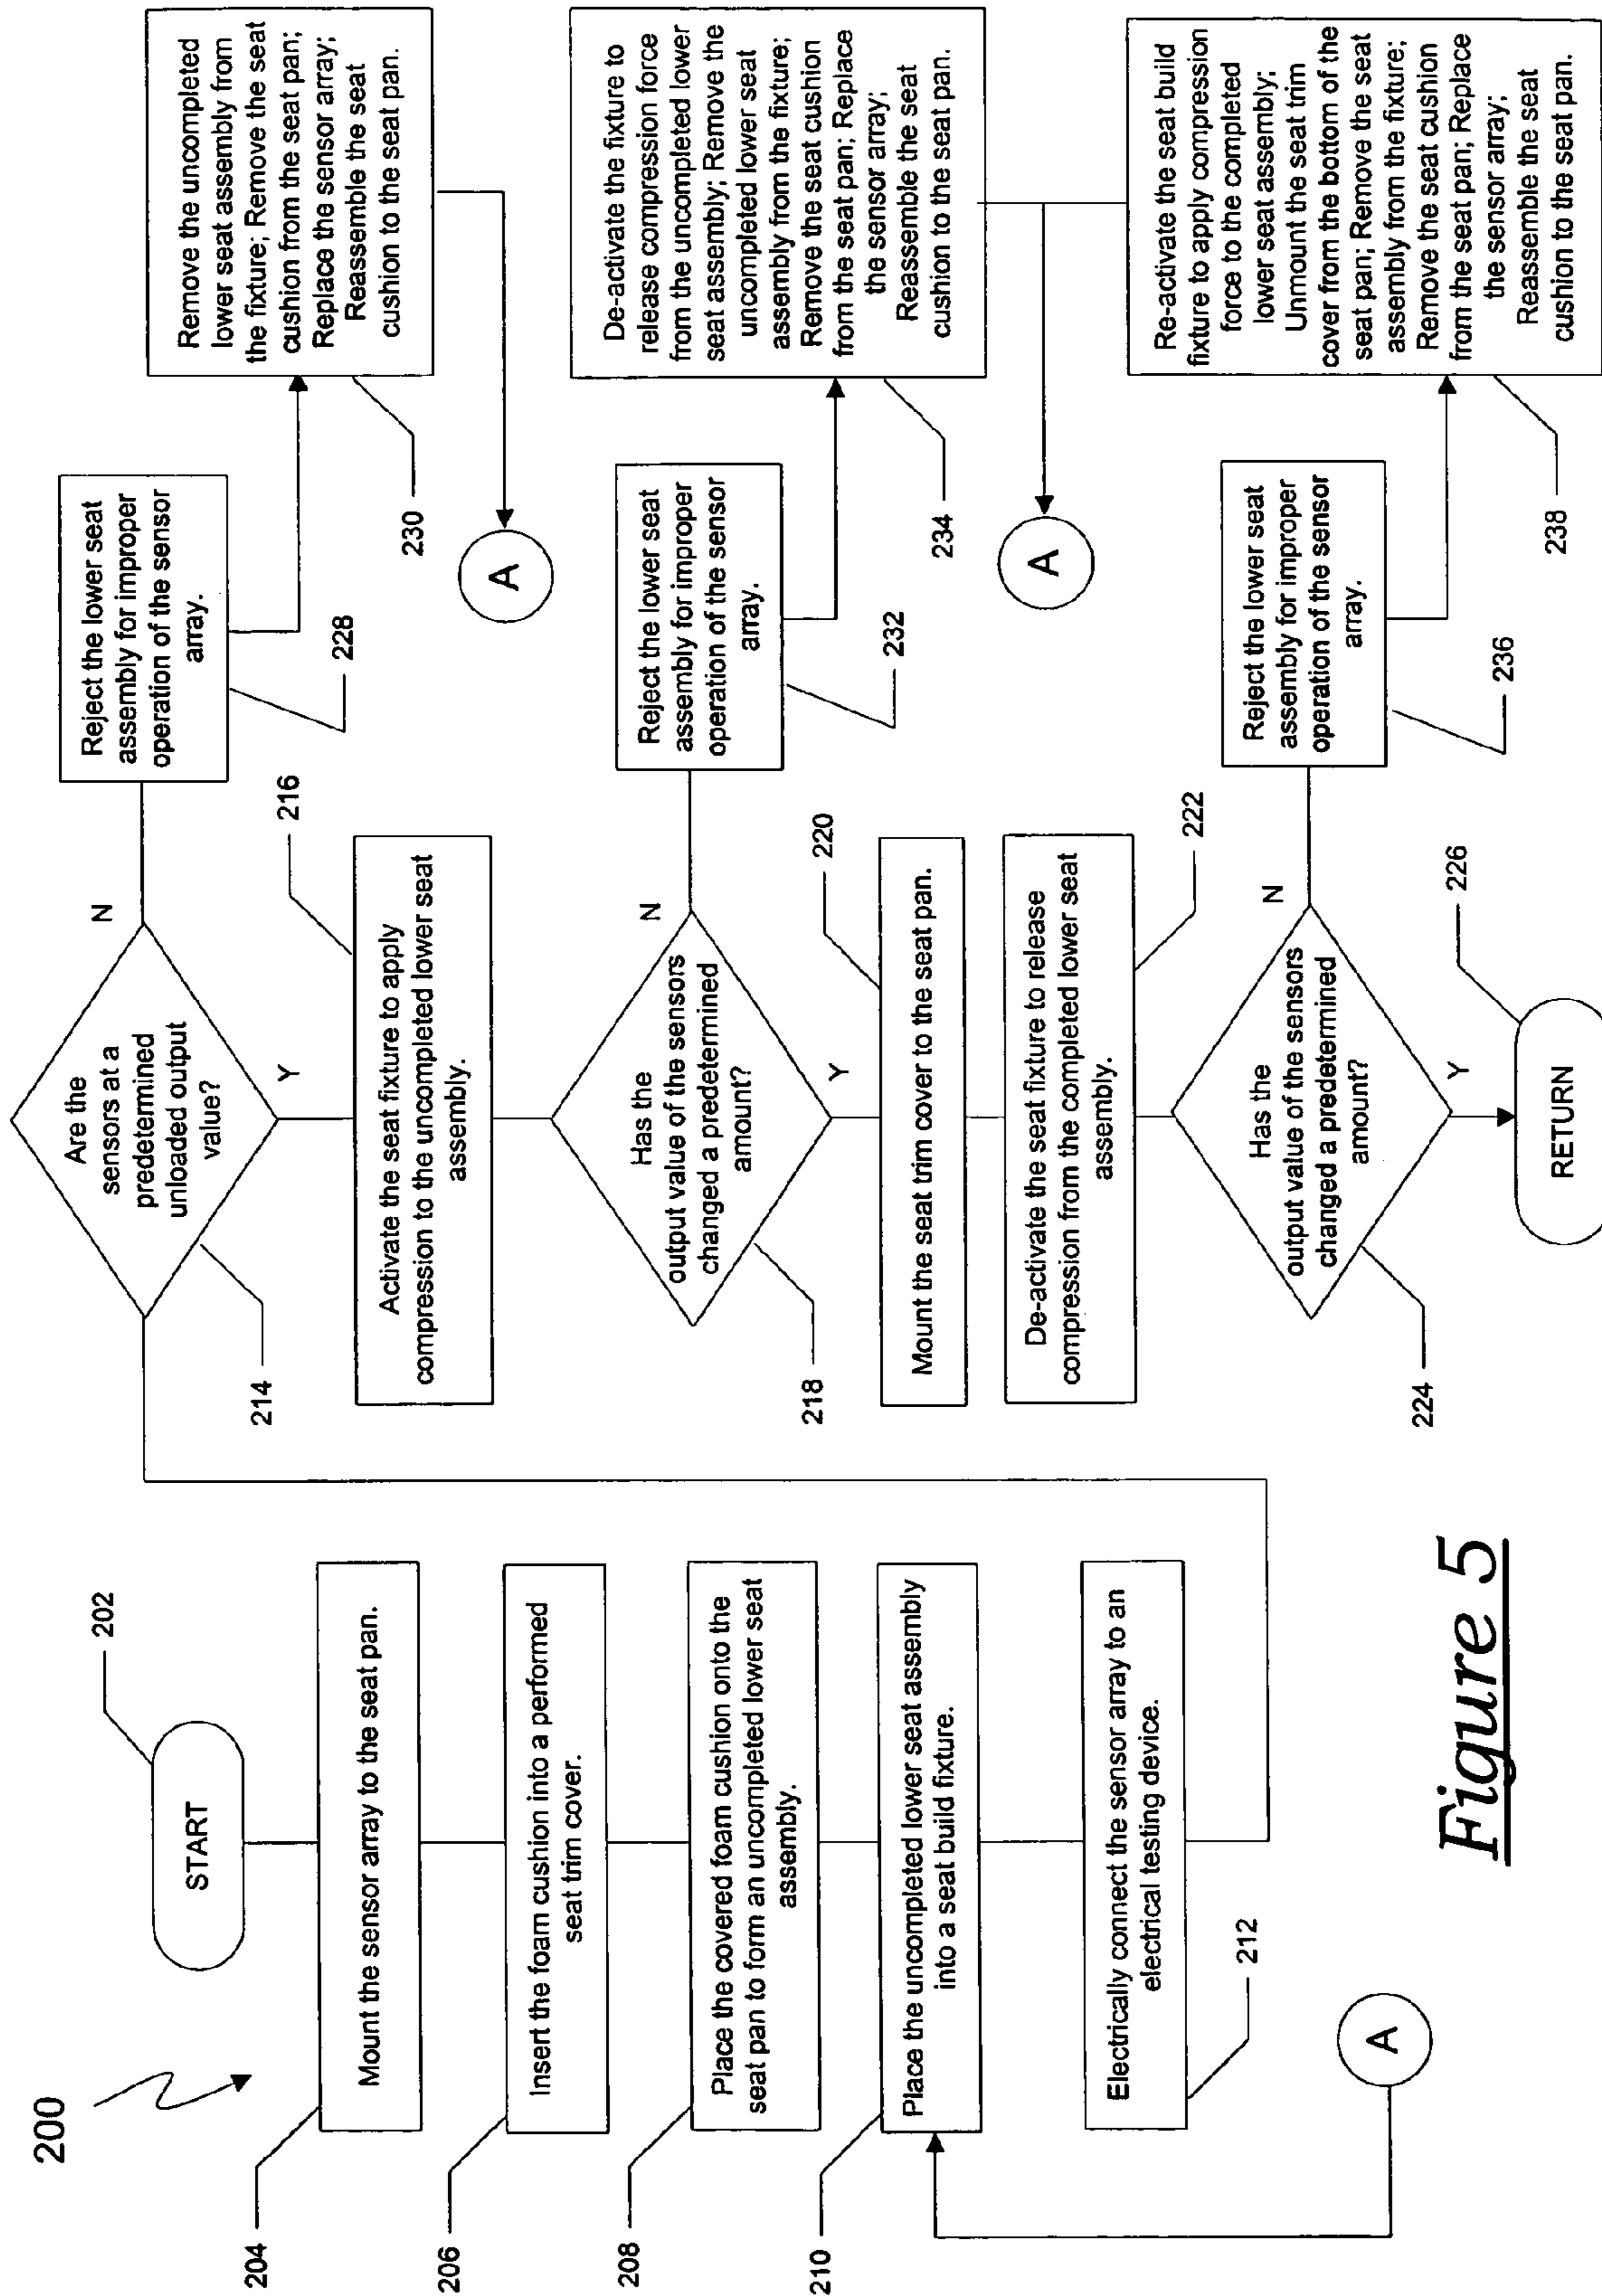 200
START
202
Mount the sensor array to the seat pan.
204
Insert the foam cushion into a performed
seat trim cover.
206
Place the covered foam cushion onto the
seat pan to form an uncompleted lower seat
assembly.
208
Place the uncompleted lower seat assembly
into a seat build fixture.
210
Electrically connect the sensor array to an
electrical testing device.
212
A
Are the
sensors at a
predetermined
unloaded output
value?
214
N
Y
Activate the seat fixture to apply
compression to the uncompleted lower seat
assembly.
216
Has the
output value of the sensors
changed a predetermined
amount?
218
N
Y
Mount the seat trim cover to the seat pan.
220
De-activate the seat fixture to release
compression from the completed lower seat
assembly.
222
Has the
output value of the sensors
changed a predetermined
amount?
224
N
Y
RETURN
226
Reject the lower seat
assembly for improper
operation of the sensor
array.
228
Remove the uncompleted
lower seat assembly from
the fixture; Remove the seat
cushion from the seat pan;
Replace the sensor array;
Reassemble the seat
cushion to the seat pan.
230
A
Reject the lower seat
assembly for improper
operation of the sensor
array.
232
De-activate the fixture to
release compression force
from the uncompleted lower
seat assembly; Remove the
uncompleted lower seat
assembly from the fixture;
Remove the seat cushion
from the seat pan; Replace
the sensor array;
Reassemble the seat
cushion to the seat pan.
234
A
Reject the lower seat
assembly for improper
operation of the sensor
array.
236
Re-activate the seat build
fixture to apply compression
force to the completed
lower seat assembly;
Unmount the seat trim
cover from the bottom of the
seat pan; Remove the seat
assembly from the fixture;
Remove the seat cushion
from the seat pan; Replace
the sensor array;
Reassemble the seat
cushion to the seat pan.
238
Figure 5